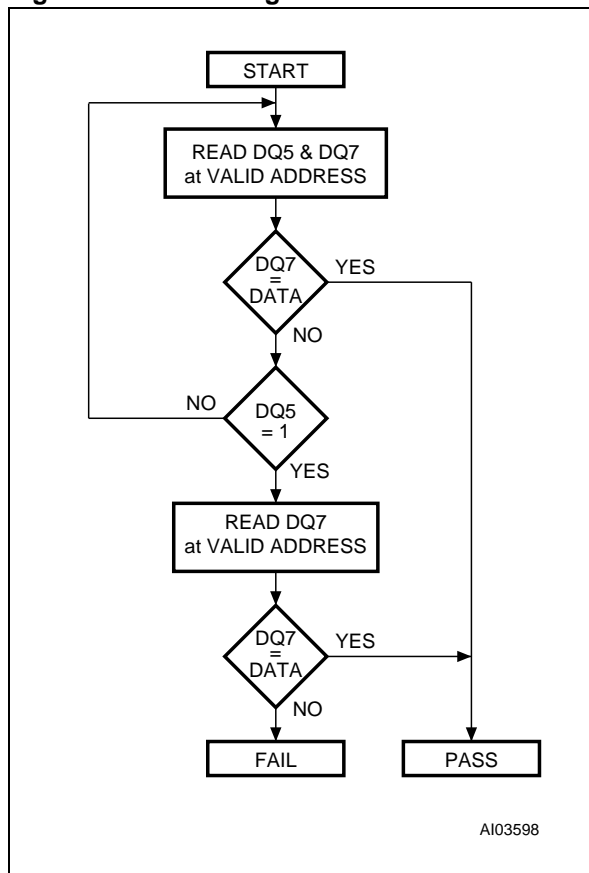 START
READ DQ5 & DQ7
at VALID ADDRESS
DQ7
=
DATA
YES
NO
NO
DQ5
= 1
YES
READ DQ7
at VALID ADDRESS
DQ7
=
DATA
YES
NO
FAIL
PASS
AI03598